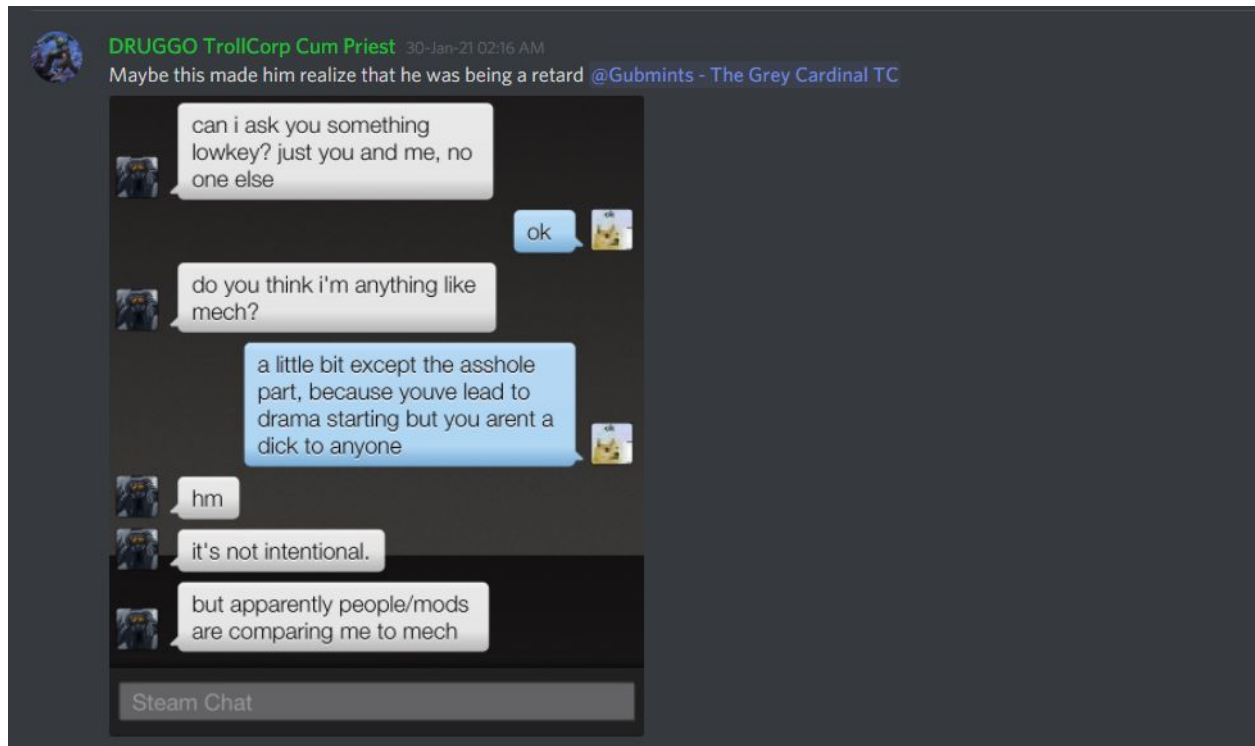 DRUGGO TrollCorp Cum Priest 30-Jan-21 02:16 AM
Maybe this made him realize that he was being a retard @Gubmints - The Grey Cardinal TC
can i ask you something
lowkey? just you and me, no
one else
ok
ok
do you think i'm anything like
mech?
a little bit except the asshole
part, because youve lead to
drama starting but you arent a
dick to anyone
ok
hm
it's not intentional.
but apparently people/mods
are comparing me to mech
Steam Chat